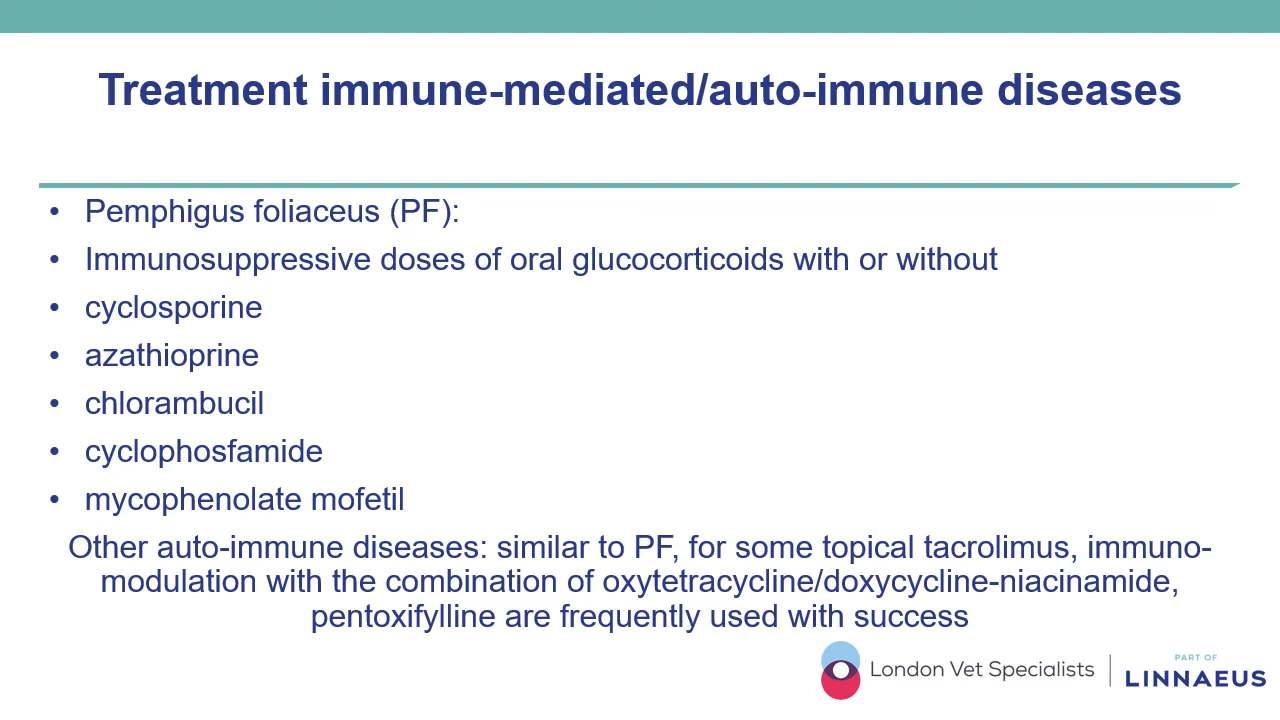 Treatment immune-mediated/auto-immune diseases
• Pemphigus foliaceus (PF):
• Immunosuppressive doses of oral glucocorticoids with or without
• cyclosporine
• azathioprine
• chlorambucil
• cyclophosfamide
• mycophenolate mofetil
Other auto-immune diseases: similar to PF, for some topical tacrolimus, immuno-
modulation with the combination of oxytetracycline/doxycycline-niacinamide,
pentoxifylline are frequently used with success
London Vet Specialists
PART OF
LINNAEUS